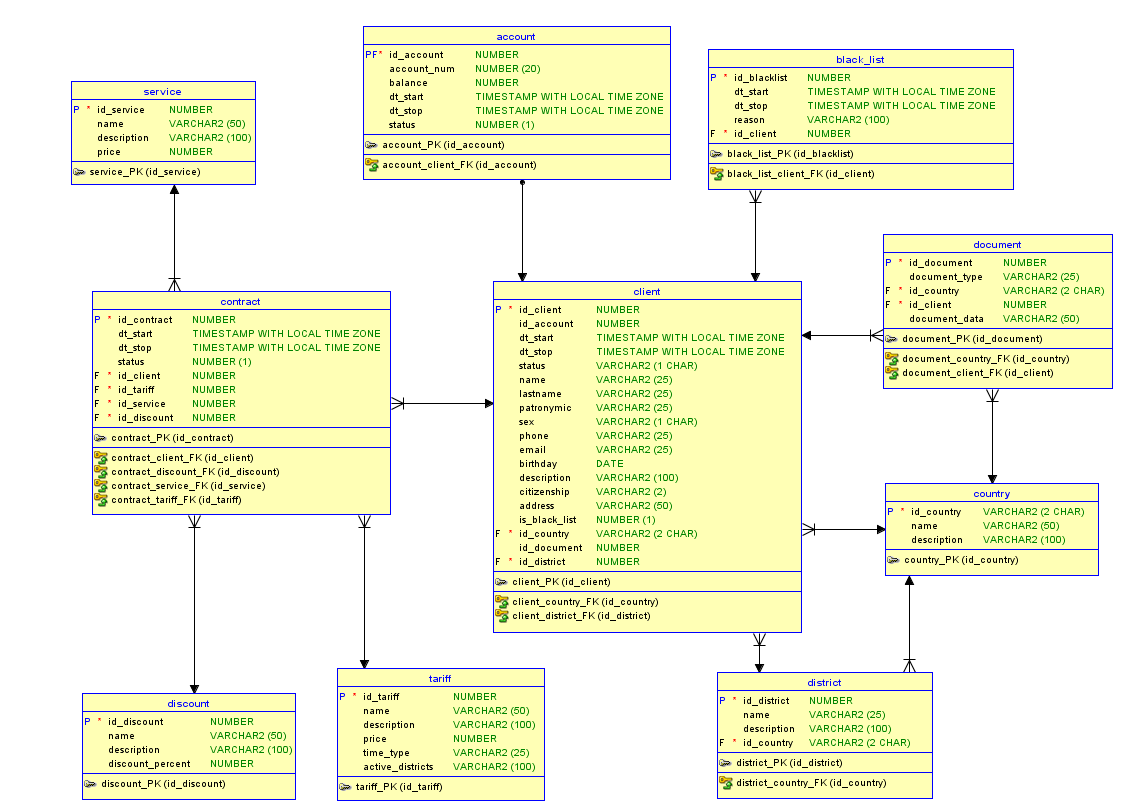 account
PF* id_account NUMBER
account_num NUMBER (20)
balance NUMBER
dt_start TIMESTAMP WITH LOCAL TIME ZONE
dt_stop TIMESTAMP WITH LOCAL TIME ZONE
status NUMBER (1)
account_PK (id_account)
account_client_FK (id_account)
black_list
P * id_blacklist NUMBER
dt_start TIMESTAMP WITH LOCAL TIME ZONE
dt_stop TIMESTAMP WITH LOCAL TIME ZONE
reason VARCHAR2 (100)
F * id_client NUMBER
black_list_PK (id_blacklist)
black_list_client_FK (id_client)
service
P * id_service NUMBER
name VARCHAR2 (50)
description VARCHAR2 (100)
price NUMBER
service_PK (id_service)
document
P * id_document NUMBER
document_type VARCHAR2 (25)
F * id_country VARCHAR2 (2 CHAR)
F * id_client NUMBER
document_data VARCHAR2 (50)
document_PK (id_document)
document_country_FK (id_country)
document_client_FK (id_client)
contract
P * id_contract NUMBER
dt_start TIMESTAMP WITH LOCAL TIME ZONE
dt_stop TIMESTAMP WITH LOCAL TIME ZONE
status NUMBER (1)
F * id_client NUMBER
F * id_tariff NUMBER
F * id_service NUMBER
F * id_discount NUMBER
contract_PK (id_contract)
contract_client_FK (id_client)
contract_discount_FK (id_discount)
contract_service_FK (id_service)
contract_tariff_FK (id_tariff)
client
P * id_client NUMBER
id_account NUMBER
dt_start TIMESTAMP WITH LOCAL TIME ZONE
dt_stop TIMESTAMP WITH LOCAL TIME ZONE
status VARCHAR2 (1 CHAR)
name VARCHAR2 (25)
lastname VARCHAR2 (25)
patronymic VARCHAR2 (25)
sex VARCHAR2 (1 CHAR)
phone VARCHAR2 (25)
email VARCHAR2 (25)
birthday DATE
description VARCHAR2 (100)
citizenship VARCHAR2 (2)
address VARCHAR2 (50)
is_black_list NUMBER (1)
F * id_country VARCHAR2 (2 CHAR)
id_document NUMBER
F * id_district NUMBER
client_PK (id_client)
client_country_FK (id_country)
client_district_FK (id_district)
country
P * id_country VARCHAR2 (2 CHAR)
name VARCHAR2 (50)
description VARCHAR2 (100)
country_PK (id_country)
discount
P * id_discount NUMBER
name VARCHAR2 (50)
description VARCHAR2 (100)
discount_percent NUMBER
discount_PK (id_discount)
tariff
P * id_tariff NUMBER
name VARCHAR2 (50)
description VARCHAR2 (100)
price NUMBER
time_type VARCHAR2 (25)
active_districts VARCHAR2 (100)
tariff_PK (id_tariff)
district
P * id_district NUMBER
name VARCHAR2 (25)
description VARCHAR2 (100)
F * id_country VARCHAR2 (2 CHAR)
district_PK (id_district)
district_country_FK (id_country)